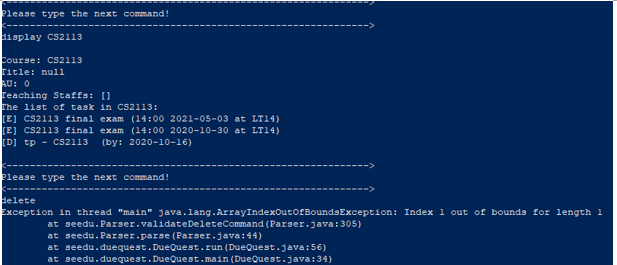 <-------------------------------------------------------------->
Please type the next command!
<-------------------------------------------------------------->
display CS2113
Course: CS2113
Title: null
AU: 0
Teaching Staffs: []
The list of task in CS2113:
[E] CS2113 final exam (14:00 2021-05-03 at LT14)
[E] CS2113 final exam (14:00 2020-10-30 at LT14)
[D] tp - CS2113  (by: 2020-10-16)
<-------------------------------------------------------------->
Please type the next command!
<-------------------------------------------------------------->
delete
Exception in thread "main" java.lang.ArrayIndexOutOfBoundsException: Index 1 out of bounds for length 1
        at seedu.Parser.validateDeleteCommand(Parser.java:305)
        at seedu.Parser.parse(Parser.java:44)
        at seedu.duequest.DueQuest.run(DueQuest.java:56)
        at seedu.duequest.DueQuest.main(DueQuest.java:34)